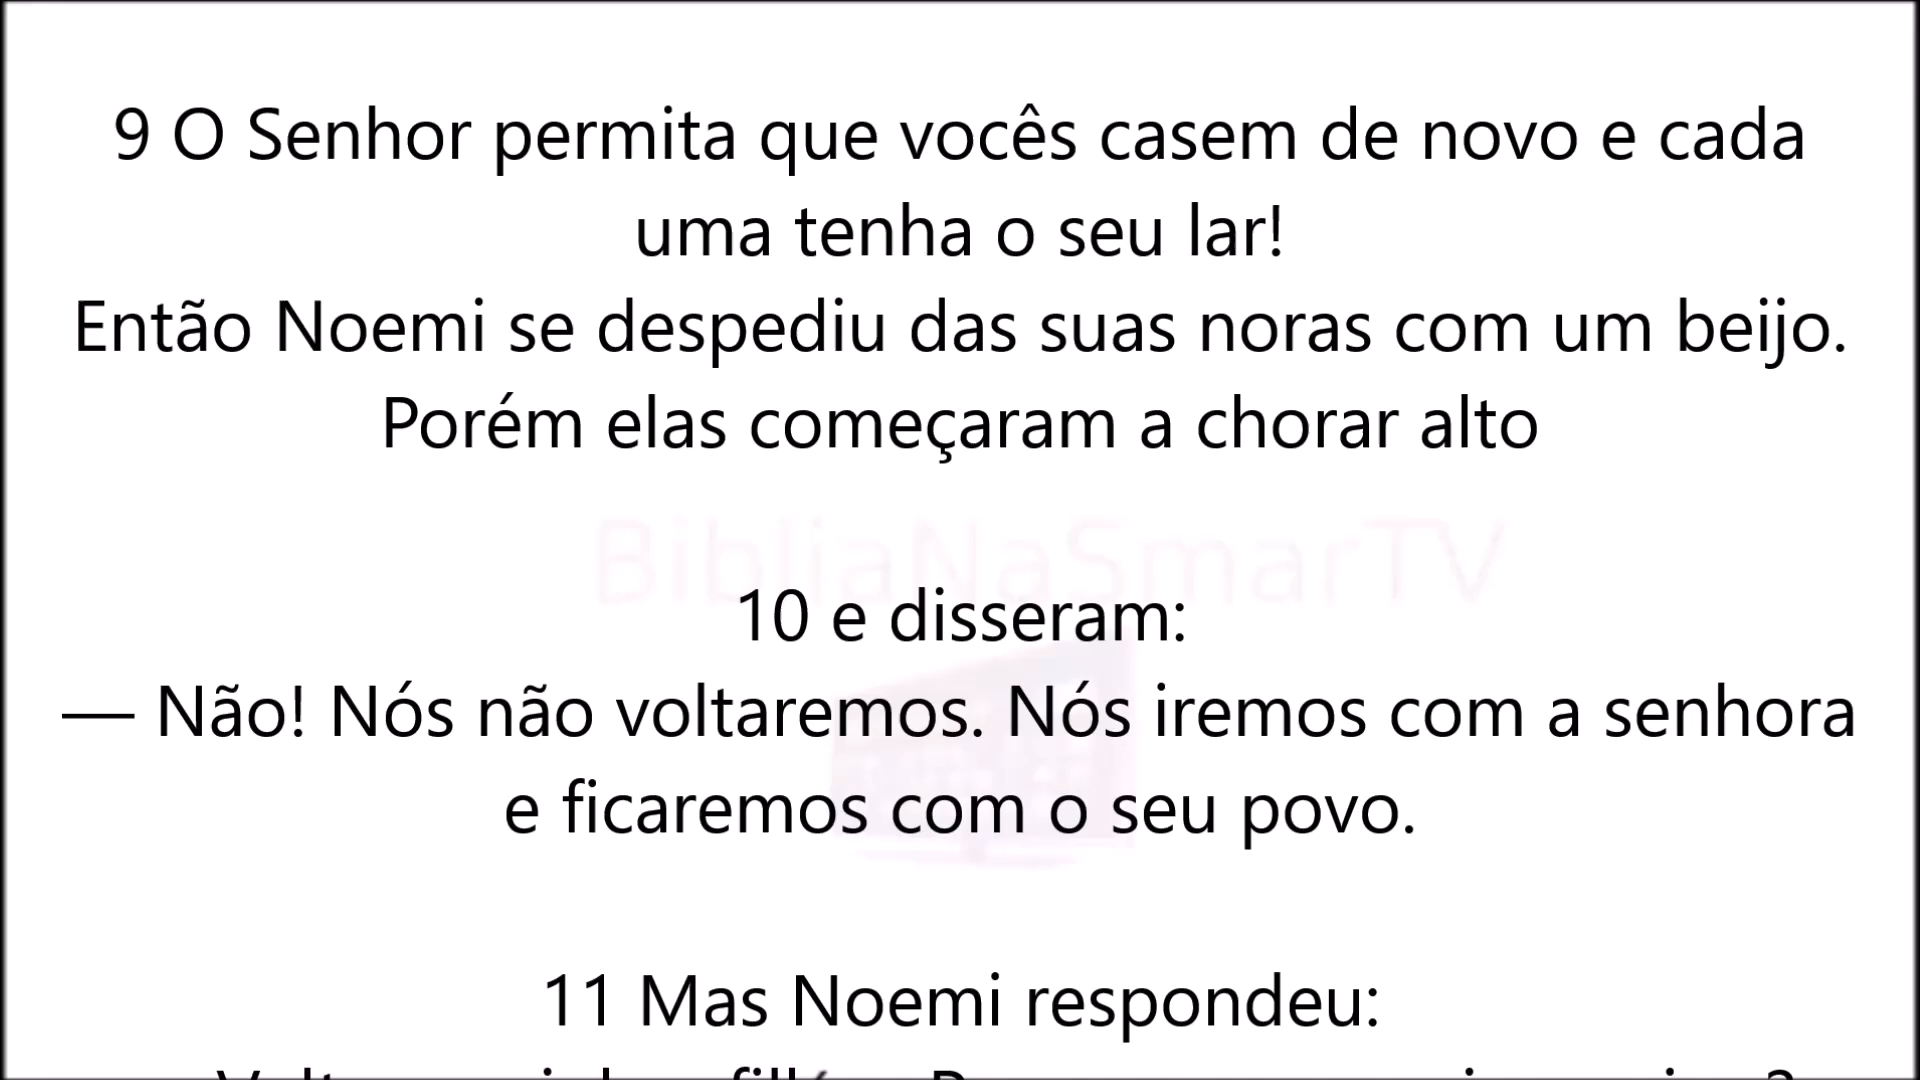 9 O Senhor permita que vocês casem de novo e cada
uma tenha o seu lar!
Então Noemi se despediu das suas noras com um beijo.
Porém elas começaram a chorar alto
BibliaNaSmarTV
10 e disseram:
— Não! Nós não voltaremos. Nós iremos com a senhora
e ficaremos com o seu povo.
11 Mas Noemi respondeu: